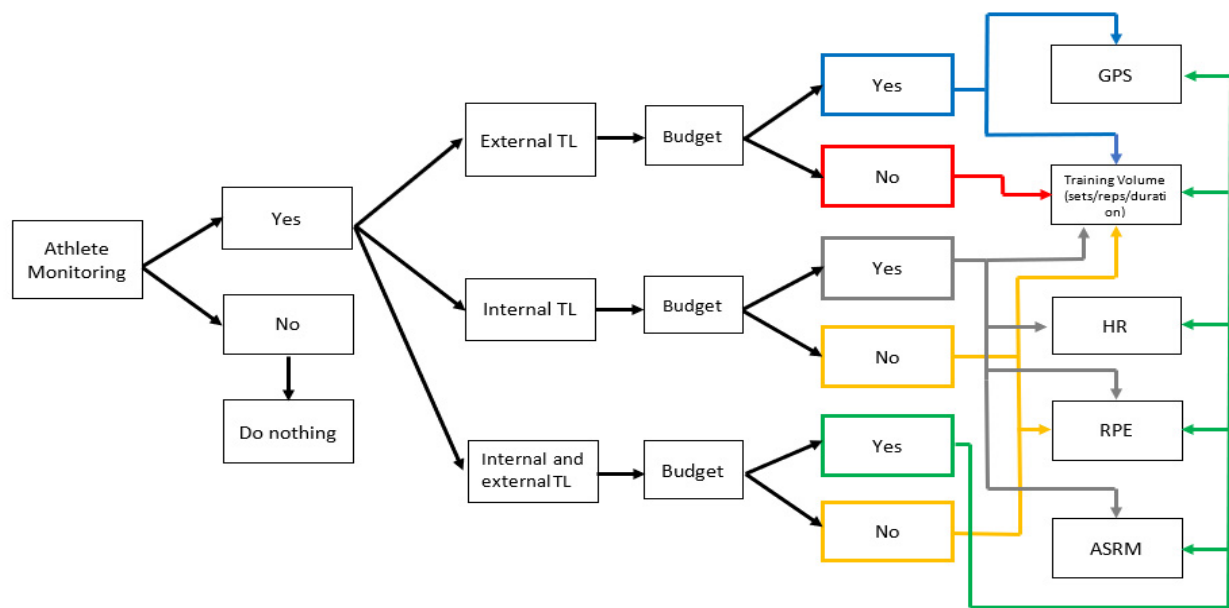 Athlete
Monitoring
Yes
No
Do nothing
External TL
Internal TL
Internal and
external TL
Budget
Budget
Budget
Yes
No
Yes
No
Yes
No
GPS
Training Volume
(sets/reps/durati
on)
HR
RPE
ASRM